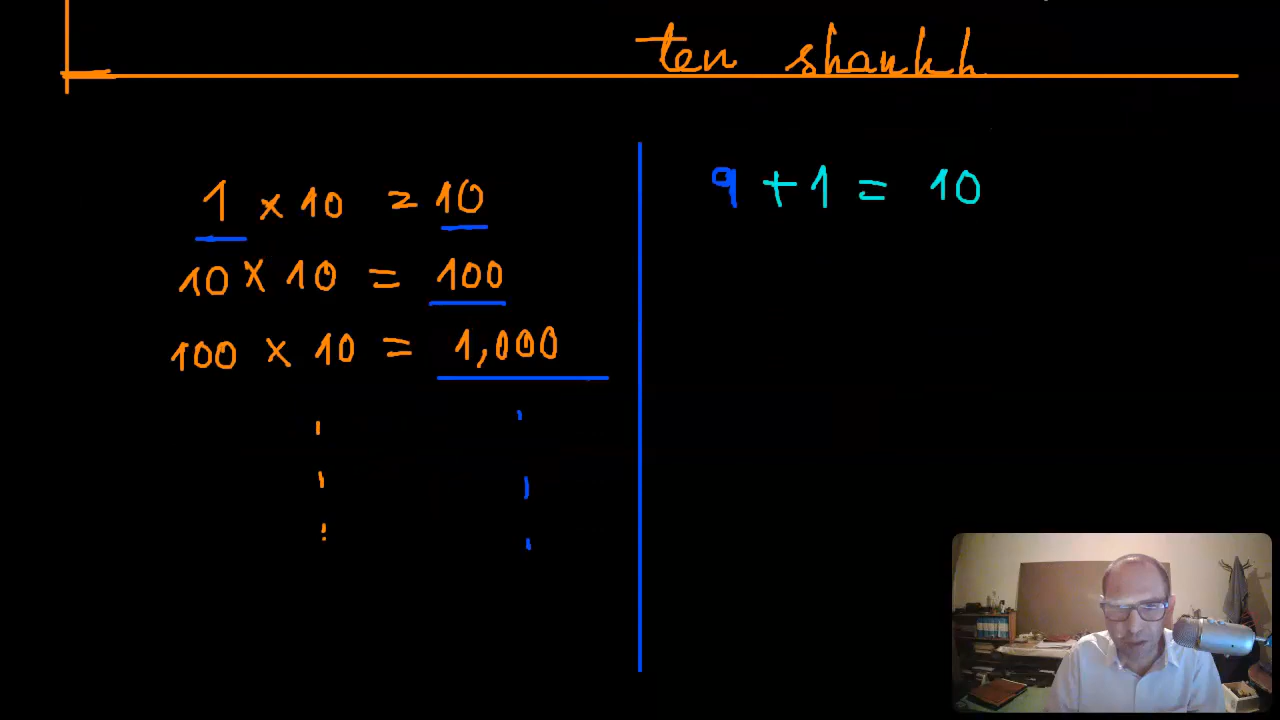 ten shankh
1 × 10 = 10
10 × 10 = 100
100 × 10 = 1,000
9 + 1 = 10